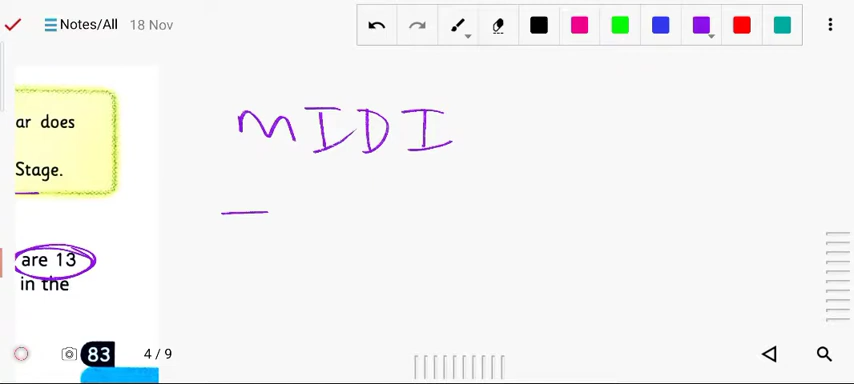 Notes/All 18 Nov
ar does
Stage.
are 13
in the
MIDI
83 4/9